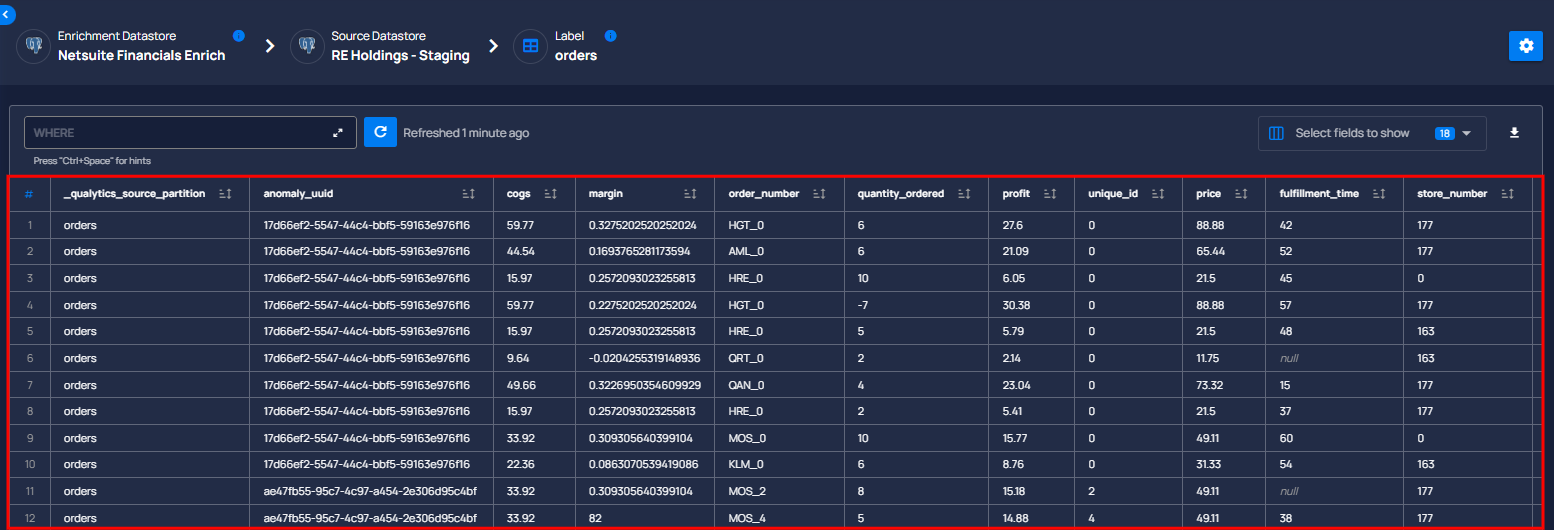 Enrichment Datastore
Netsuite Financials Enrich
Source Datastore
RE Holdings - Staging
Label
orders
WHERE
Refreshed 1 minute ago
Select fields to show 18
Press "Ctrl+Space" for hints
# _qualytics_source_partition anomaly_uuid cogs margin order_number quantity_ordered profit unique_id price fulfillment_time store_number
1 orders 17d66ef2-5547-44c4-bbf5-59163e976f16 59.77 0.3275202520252024 HGT_0 6 27.6 0 88.88 42 177
2 orders 17d66ef2-5547-44c4-bbf5-59163e976f16 44.54 0.1693765281173594 AML_0 6 21.09 0 65.44 52 177
3 orders 17d66ef2-5547-44c4-bbf5-59163e976f16 15.97 0.2572093023255813 HRE_0 10 6.05 0 21.5 45 0
4 orders 17d66ef2-5547-44c4-bbf5-59163e976f16 59.77 0.2275202520252024 HGT_0 -7 30.38 0 88.88 57 177
5 orders 17d66ef2-5547-44c4-bbf5-59163e976f16 15.97 0.2572093023255813 HRE_0 5 5.79 0 21.5 48 163
6 orders 17d66ef2-5547-44c4-bbf5-59163e976f16 9.64 -0.0204255319148936 QRT_0 2 2.14 0 11.75 null 163
7 orders 17d66ef2-5547-44c4-bbf5-59163e976f16 49.66 0.3226950354609929 QAN_0 4 23.04 0 73.32 15 177
8 orders 17d66ef2-5547-44c4-bbf5-59163e976f16 15.97 0.2572093023255813 HRE_0 2 5.41 0 21.5 37 177
9 orders 17d66ef2-5547-44c4-bbf5-59163e976f16 33.92 0.309305640399104 MOS_0 10 15.77 0 49.11 60 0
10 orders 17d66ef2-5547-44c4-bbf5-59163e976f16 22.36 0.0863070539419086 KLM_0 6 8.76 0 31.33 54 163
11 orders ae47fb55-95c7-4c97-a454-2e306d95c4bf 33.92 0.309305640399104 MOS_2 8 15.18 2 49.11 null 177
12 orders ae47fb55-95c7-4c97-a454-2e306d95c4bf 33.92 82 MOS_4 5 14.88 4 49.11 38 177